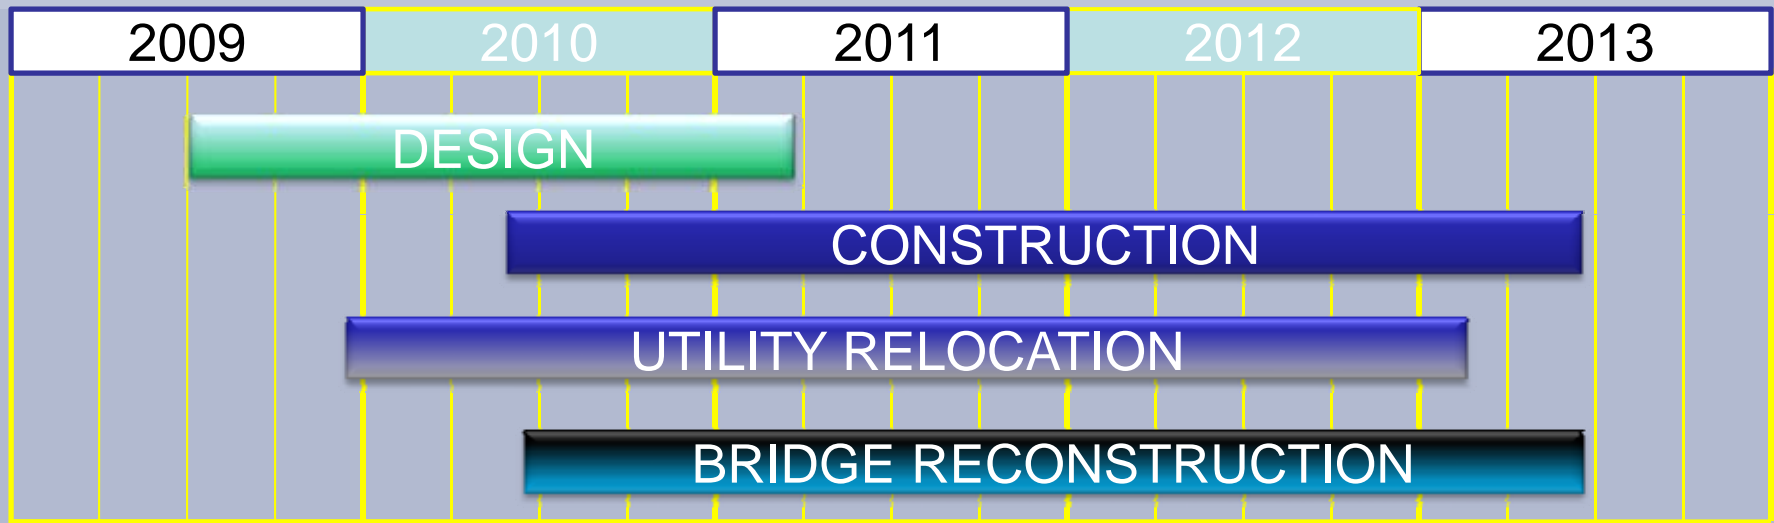 2009 2010 2011 2012 2013
DESIGN
CONSTRUCTION
UTILITY RELOCATION
BRIDGE RECONSTRUCTION